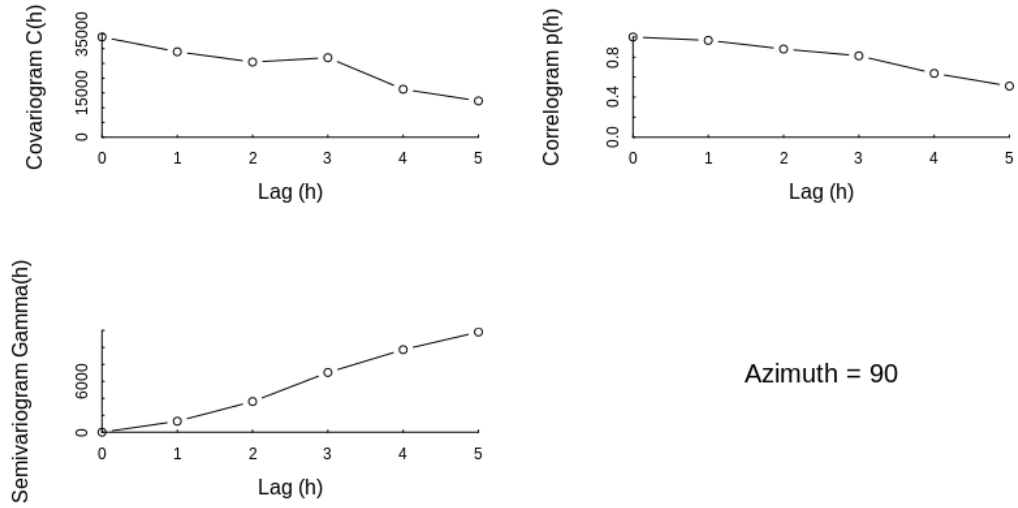 Covariogram C(h)
35000
15000
0
0 1 2 3 4 5
Lag (h)
Correlogram p(h)
0.8
0.4
0.0
0 1 2 3 4 5
Lag (h)
Semivariogram Gamma(h)
6000
0
0 1 2 3 4 5
Lag (h)
Azimuth = 90